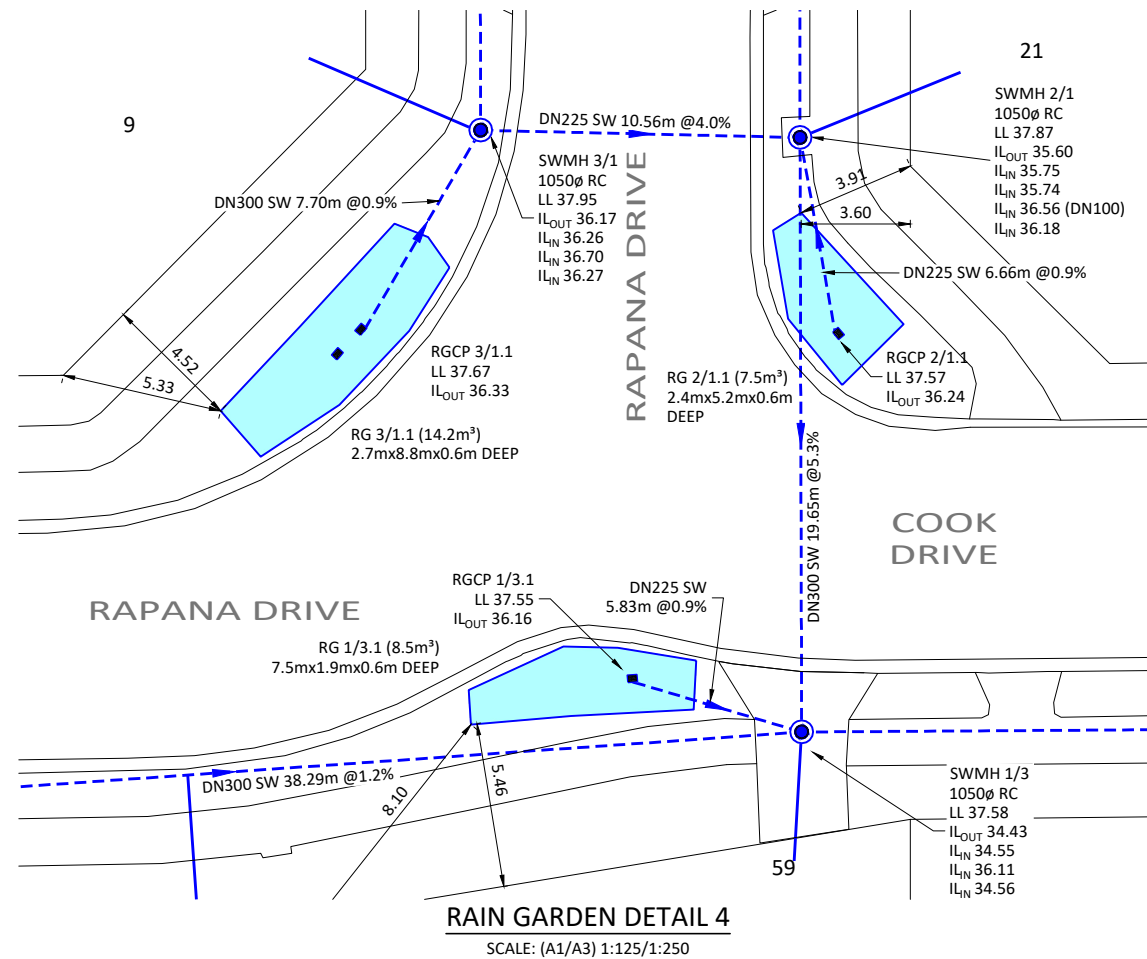 9
21
DN225 SW 10.56m @4.0%
SWMH 2/1
1050ø RC
LL 37.87
ILOUT 35.60
ILIN 35.75
ILIN 35.74
ILIN 36.56 (DN100)
ILIN 36.18
SWMH 3/1
1050ø RC
LL 37.95
ILOUT 36.17
ILIN 36.26
ILIN 36.70
ILIN 36.27
DN300 SW 7.70m @0.9%
RAPANA DRIVE
3.91
3.60
DN225 SW 6.66m @0.9%
4.52
5.33
RGCP 3/1.1
LL 37.67
ILOUT 36.33
RG 2/1.1 (7.5m³)
2.4mx5.2mx0.6m
DEEP
RGCP 2/1.1
LL 37.57
ILOUT 36.24
RG 3/1.1 (14.2m³)
2.7mx8.8mx0.6m DEEP
DN300 SW 19.65m @5.3%
COOK
DRIVE
RAPANA DRIVE
RGCP 1/3.1
LL 37.55
ILOUT 36.16
DN225 SW
5.83m @0.9%
RG 1/3.1 (8.5m³)
7.5mx1.9mx0.6m DEEP
DN300 SW 38.29m @1.2%
8.10
5.46
SWMH 1/3
1050ø RC
LL 37.58
ILOUT 34.43
ILIN 34.55
ILIN 36.11
ILIN 34.56
59
RAIN GARDEN DETAIL 4
SCALE: (A1/A3) 1:125/1:250